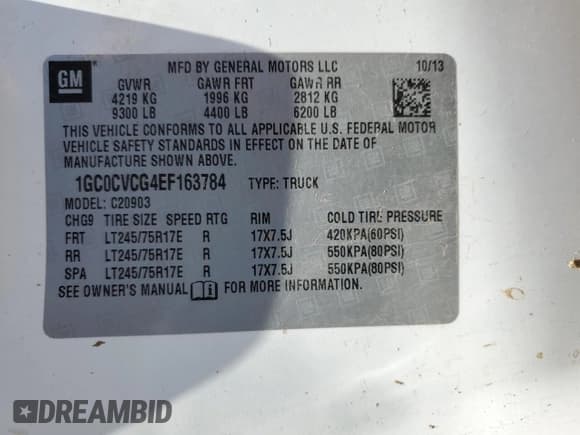 GM
MFD BY GENERAL MOTORS LLC 10/13
GVWR GAWR FRT GAWR RR
4219 KG 1996 KG 2812 KG
9300 LB 4400 LB 6200 LB
THIS VEHICLE CONFORMS TO ALL APPLICABLE U.S. FEDERAL MOTOR
VEHICLE SAFETY STANDARDS IN EFFECT ON THE DATE OF
MANUFACTURE SHOWN ABOVE.
1GC0CVCG4EF163784 TYPE: TRUCK
MODEL: C20903
CHG9 TIRE SIZE SPEED RTG RIM COLD TIRE PRESSURE
FRT LT245/75R17E R 17X7.5J 420KPA(60PSI)
RR LT245/75R17E R 17X7.5J 550KPA(80PSI)
SPA LT245/75R17E R 17X7.5J 550KPA(80PSI)
SEE OWNER'S MANUAL FOR MORE INFORMATION.
DREAMBID